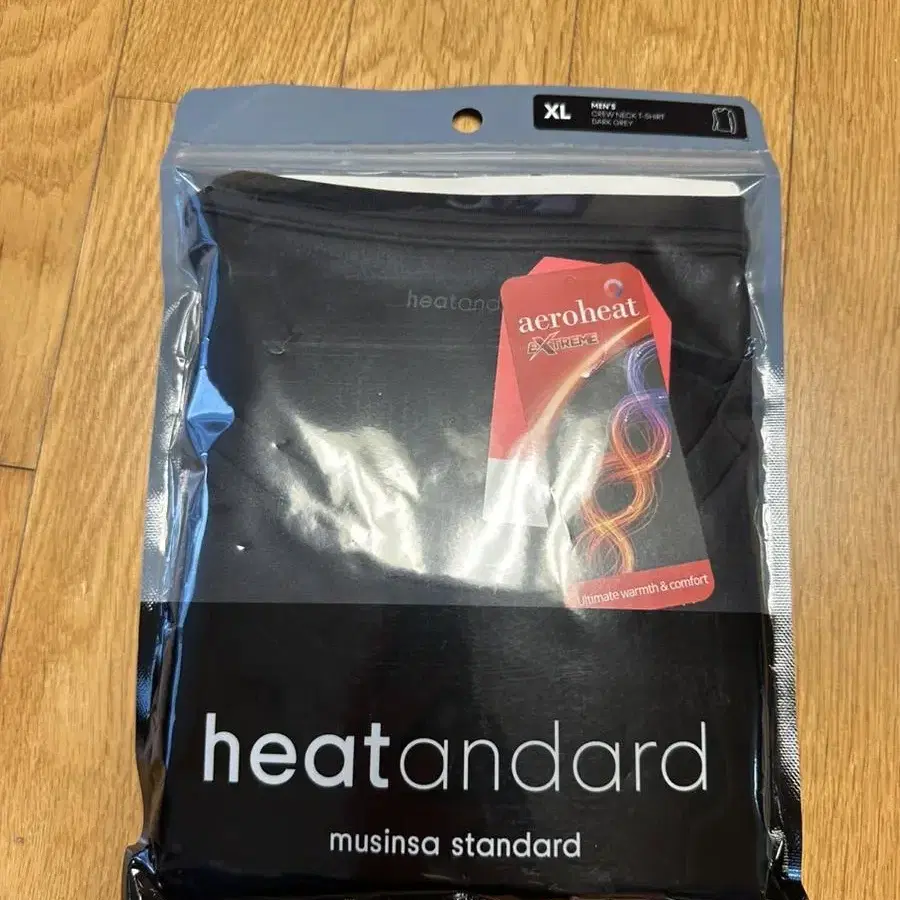 XL
MEN'S
CREW NECK T-SHIRT
DARK GREY
heatand
aeroheat
EXTREME
Ultimate warmth & comfort
heatandard
musinsa standard